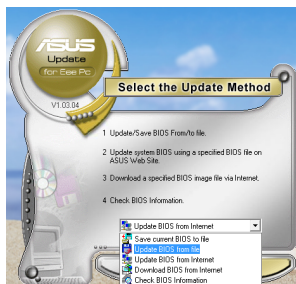 ASUS
Update
for Eee Pc
V1.03.04
Select the Update Method
1 Update/Save BIOS From/to file.
2 Update system BIOS using a specified BIOS file on
ASUS Web Site.
3 Download a specified BIOS image file via Internet.
4 Check BIOS Information.
Update BIOS from Internet
Save current BIOS to file
Update BIOS from file
Update BIOS from Internet
Download BIOS from Internet
Check BIOS Information